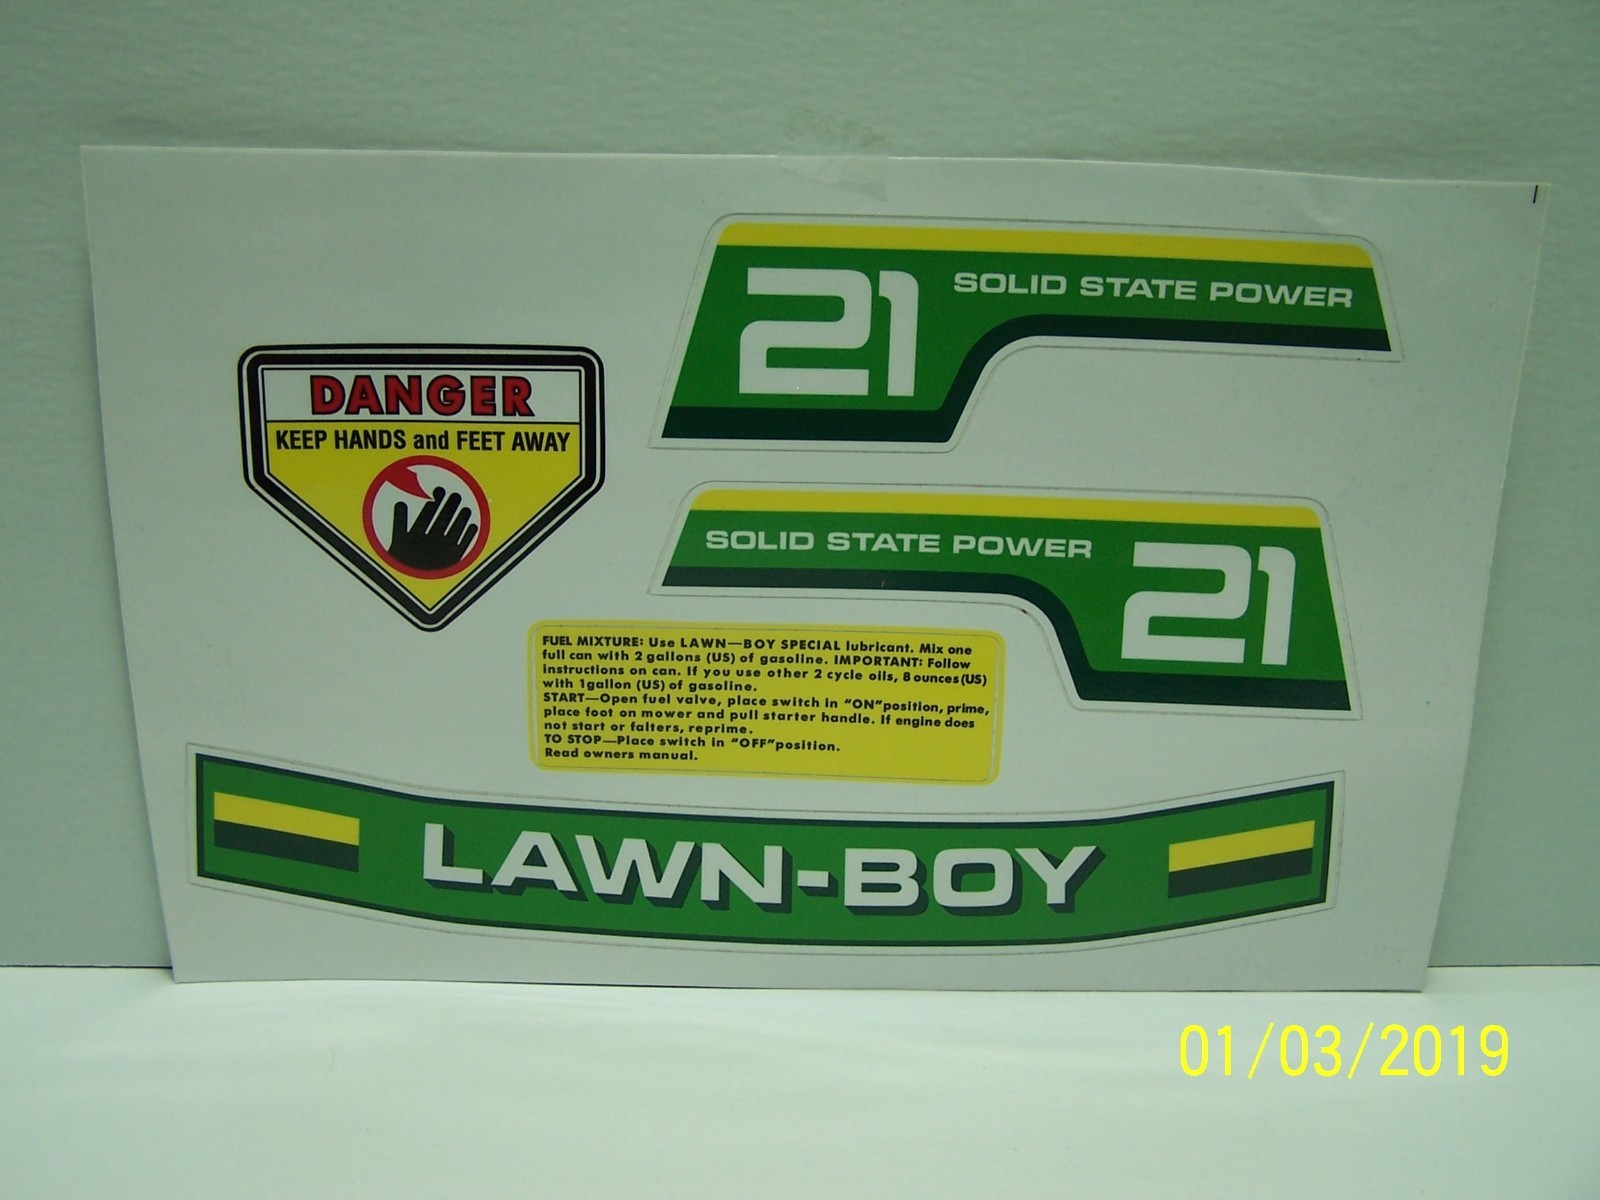 21 SOLID STATE POWER
DANGER
KEEP HANDS and FEET AWAY
SOLID STATE POWER 21
FUEL MIXTURE: Use LAWN—BOY SPECIAL lubricant. Mix one
full can with 2 gallons (US) of gasoline. IMPORTANT: Follow
instructions on can. If you use other 2 cycle oils, 8 ounces (US)
with 1 gallon (US) of gasoline.
START—Open fuel valve, place switch in "ON" position, prime,
place foot on mower and pull starter handle. If engine does
not start or falters, reprime.
TO STOP—Place switch in "OFF" position.
Read owners manual.
LAWN-BOY
01/03/2019